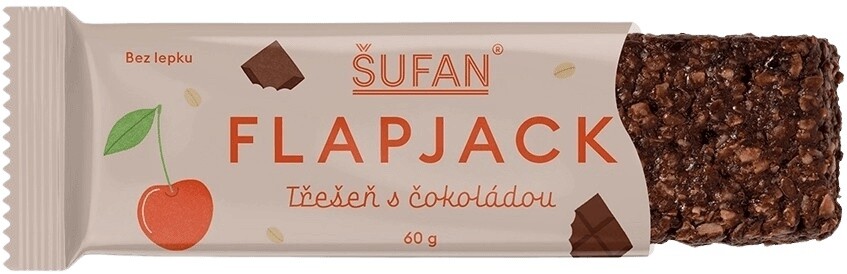 Bez lepku
ŠUFAN®
FLAPJACK
Třešeň s čokoládou
60 g